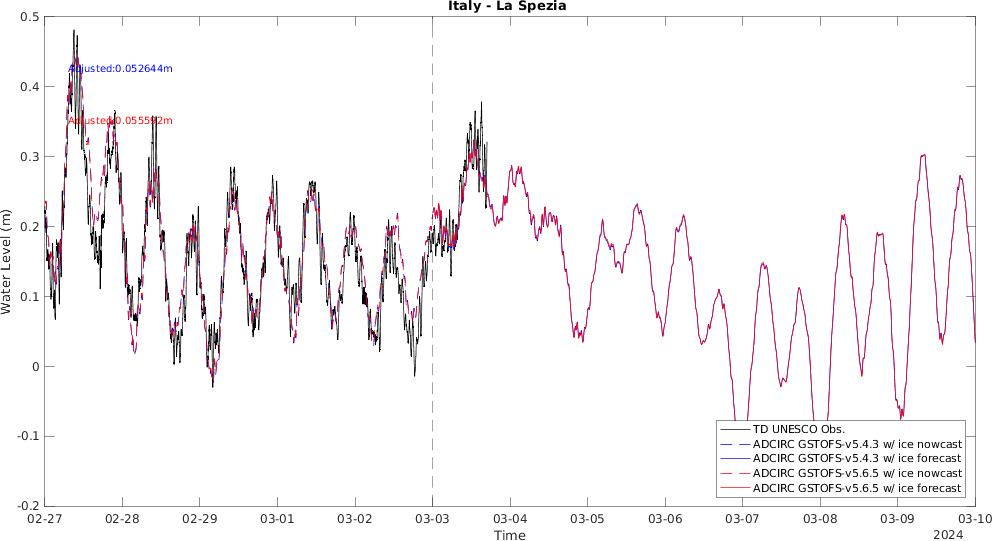 Italy - La Spezia
0.5
0.4
0.3
0.2
0.1
0
-0.1
-0.2
Water Level (m)
Adjusted:0.052644m
Adjusted:0.055592m
TD UNESCO Obs.
ADCIRC GSTOFS-v5.4.3 w/ ice nowcast
ADCIRC GSTOFS-v5.4.3 w/ ice forecast
ADCIRC GSTOFS-v5.6.5 w/ ice nowcast
ADCIRC GSTOFS-v5.6.5 w/ ice forecast
02-27 02-28 02-29 03-01 03-02 03-03 03-04 03-05 03-06 03-07 03-08 03-09 03-10
Time
2024